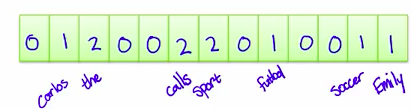 0 1 2 0 0 2 2 0 1 0 0 1 1
Carlos the calls sport futbol soccer Emily